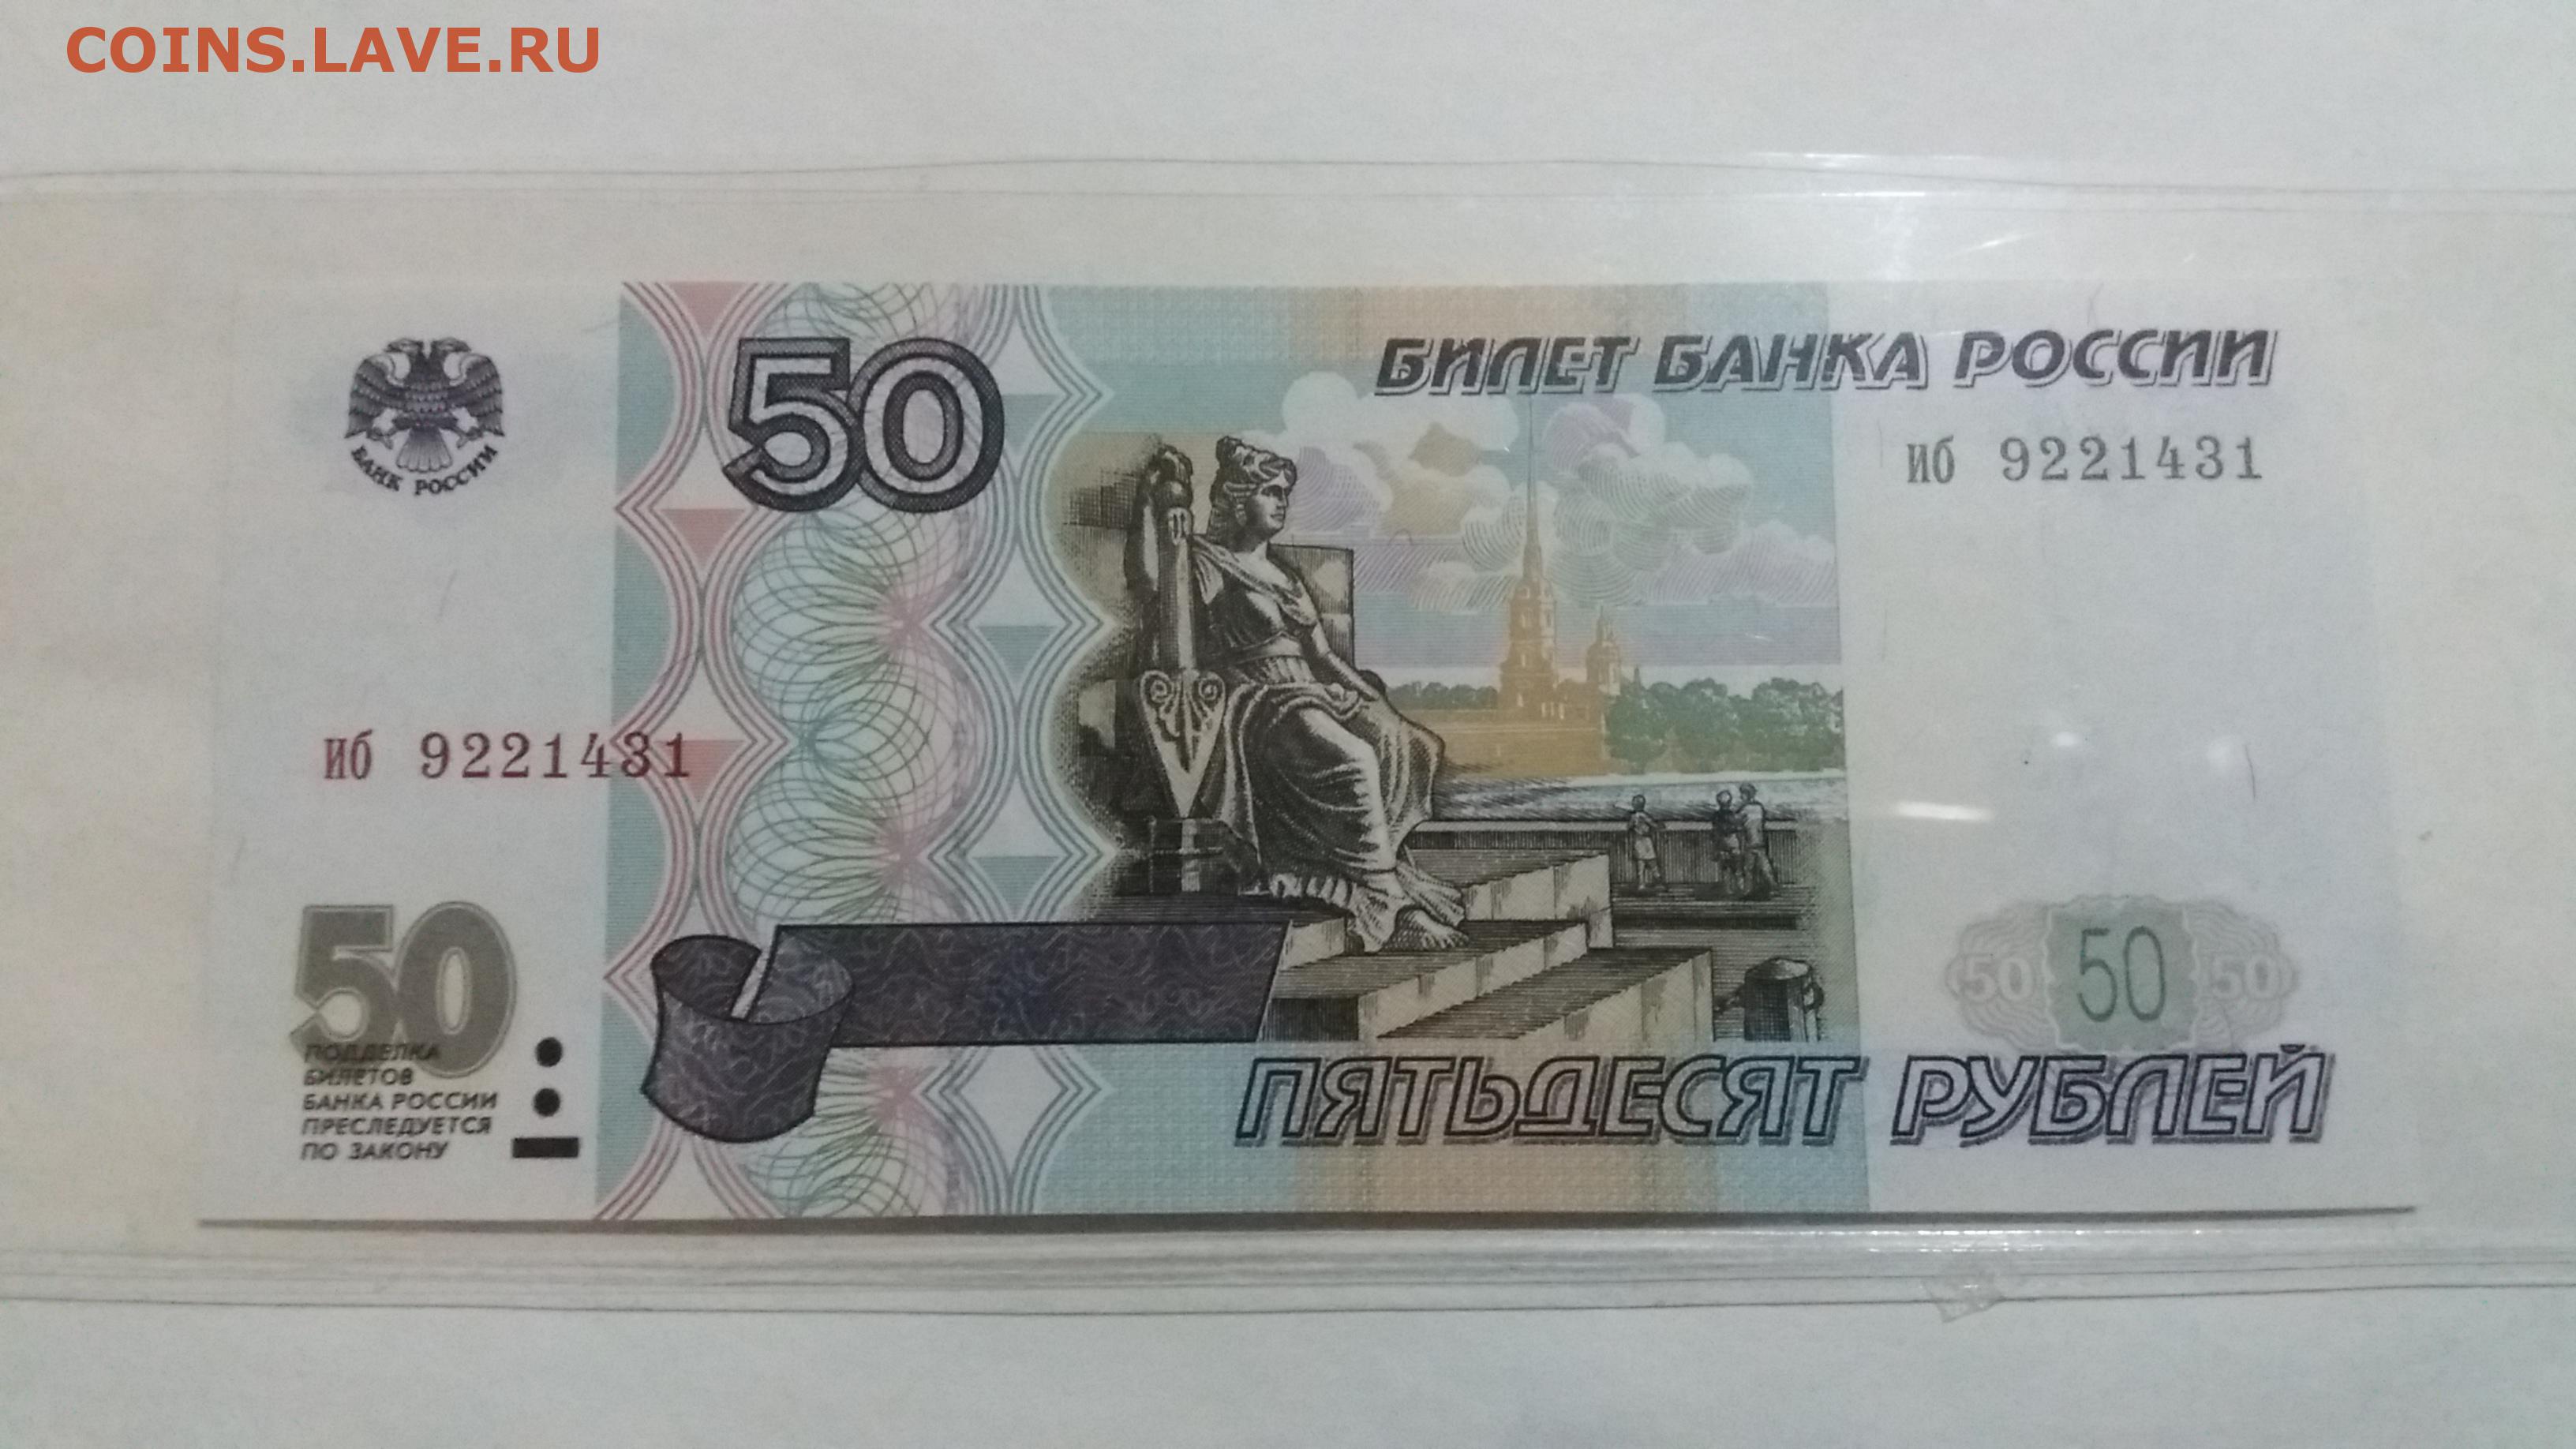 COINS.LAVE.RU
БИЛЕТ БАНКА РОССИИ
50
БАНК РОССИИ
иб 9221431
иб 9221431
50
50 50 50
ПОДДЕЛКА
БИЛЕТОВ
БАНКА РОССИИ
ПРЕСЛЕДУЕТСЯ
ПО ЗАКОНУ
ПЯТЬДЕСЯТ РУБЛЕЙ